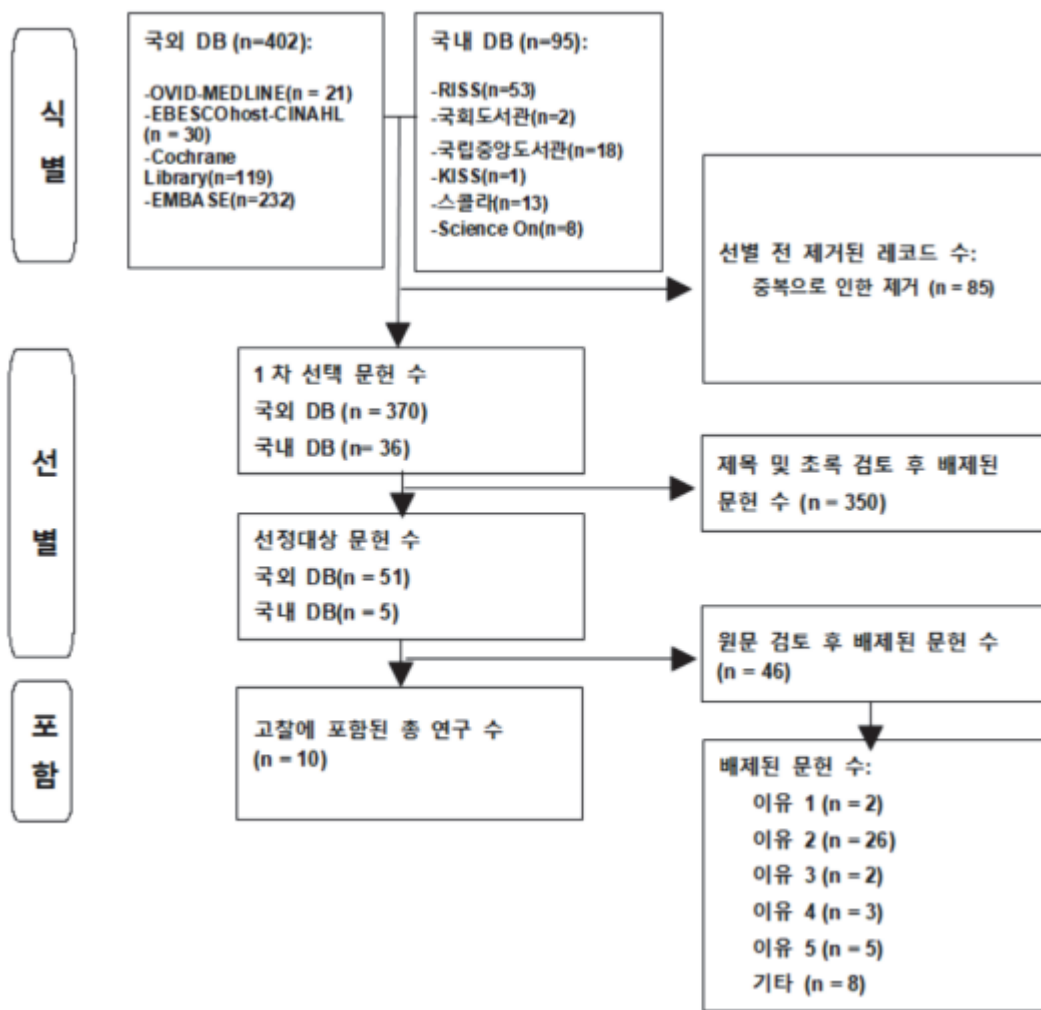 식
별
국외 DB (n=402):
-OVID-MEDLINE(n = 21)
-EBESCOhost-CINAHL
(n = 30)
-Cochrane
Library(n=119)
-EMBASE(n=232)
국내 DB (n=95):
-RISS(n=53)
-국회도서관(n=2)
-국립중앙도서관(n=18)
-KISS(n=1)
-스콜라(n=13)
-Science On(n=8)
선별 전 제거된 레코드 수:
중복으로 인한 제거 (n = 85)
선
별
1 차 선택 문헌 수
국외 DB (n = 370)
국내 DB (n= 36)
제목 및 초록 검토 후 배제된
문헌 수 (n = 350)
선정대상 문헌 수
국외 DB(n = 51)
국내 DB(n = 5)
원문 검토 후 배제된 문헌 수
(n = 46)
포
함
고찰에 포함된 총 연구 수
(n = 10)
배제된 문헌 수:
이유 1 (n = 2)
이유 2 (n = 26)
이유 3 (n = 2)
이유 4 (n = 3)
이유 5 (n = 5)
기타 (n = 8)